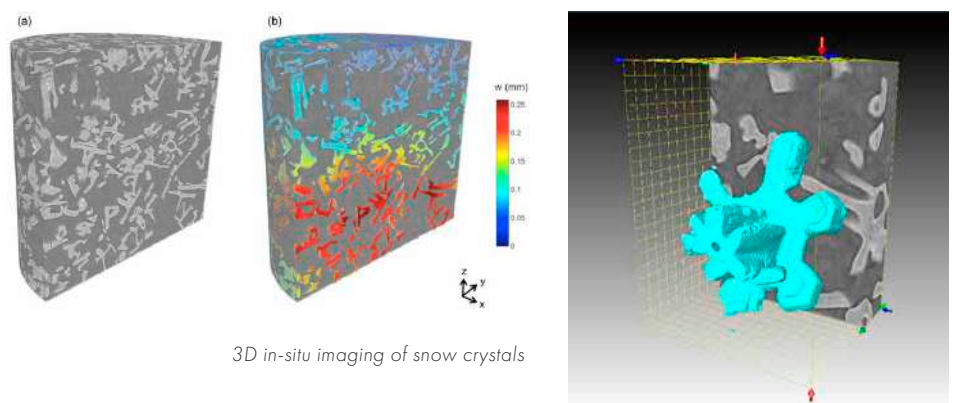 (a)
(b)
w (mm)
0.25
0.2
0.15
0.1
0.05
0
z
y
x
3D in-situ imaging of snow crystals